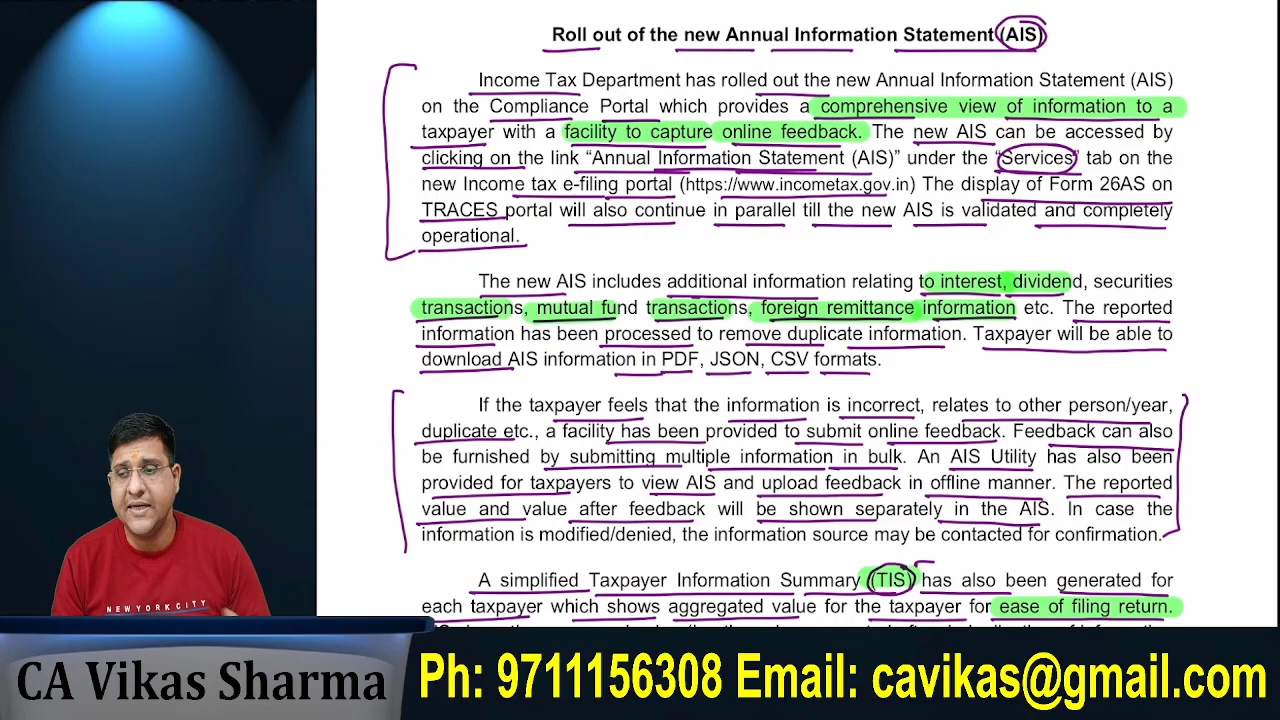 Roll out of the new Annual Information Statement (AIS)
Income Tax Department has rolled out the new Annual Information Statement (AIS)
on the Compliance Portal which provides a comprehensive view of information to a
taxpayer with a facility to capture online feedback. The new AIS can be accessed by
clicking on the link “Annual Information Statement (AIS)” under the “Services” tab on the
new Income tax e-filing portal (https://www.incometax.gov.in) The display of Form 26AS on
TRACES portal will also continue in parallel till the new AIS is validated and completely
operational.
The new AIS includes additional information relating to interest, dividend, securities
transactions, mutual fund transactions, foreign remittance information etc. The reported
information has been processed to remove duplicate information. Taxpayer will be able to
download AIS information in PDF, JSON, CSV formats.
If the taxpayer feels that the information is incorrect, relates to other person/year,
duplicate etc., a facility has been provided to submit online feedback. Feedback can also
be furnished by submitting multiple information in bulk. An AIS Utility has also been
provided for taxpayers to view AIS and upload feedback in offline manner. The reported
value and value after feedback will be shown separately in the AIS. In case the
information is modified/denied, the information source may be contacted for confirmation.
A simplified Taxpayer Information Summary (TIS) has also been generated for
each taxpayer which shows aggregated value for the taxpayer for ease of filing return.
NEW YORK CITY
CA Vikas Sharma
Ph: 9711156308 Email: cavikas@gmail.com